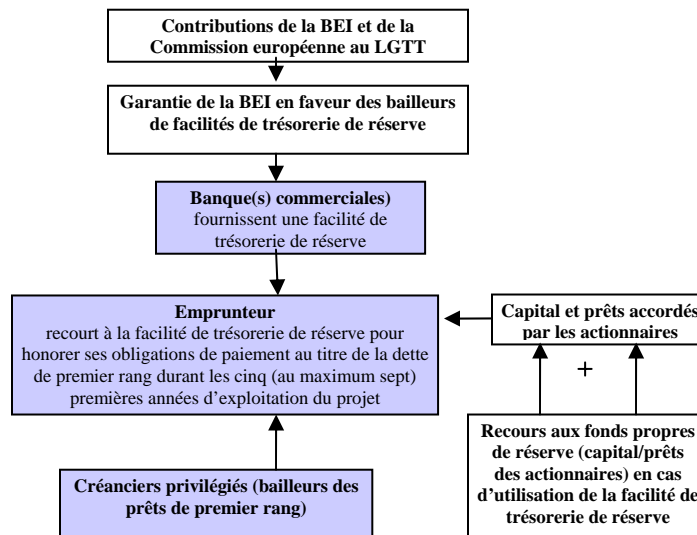 Contributions de la BEI et de la
Commission européenne au LGTT
Garantie de la BEI en faveur des bailleurs
de facilités de trésorerie de réserve
Banque(s) commerciales)
fournissent une facilité de
trésorerie de réserve
Emprunteur
recourt à la facilité de trésorerie de réserve pour
honorer ses obligations de paiement au titre de la dette
de premier rang durant les cinq (au maximum sept)
premières années d'exploitation du projet
Capital et prêts accordés
par les actionnaires
+
Recours aux fonds propres
de réserve (capital/prêts
des actionnaires) en cas
d'utilisation de la facilité de
trésorerie de réserve
Créanciers privilégiés (bailleurs des
prêts de premier rang)